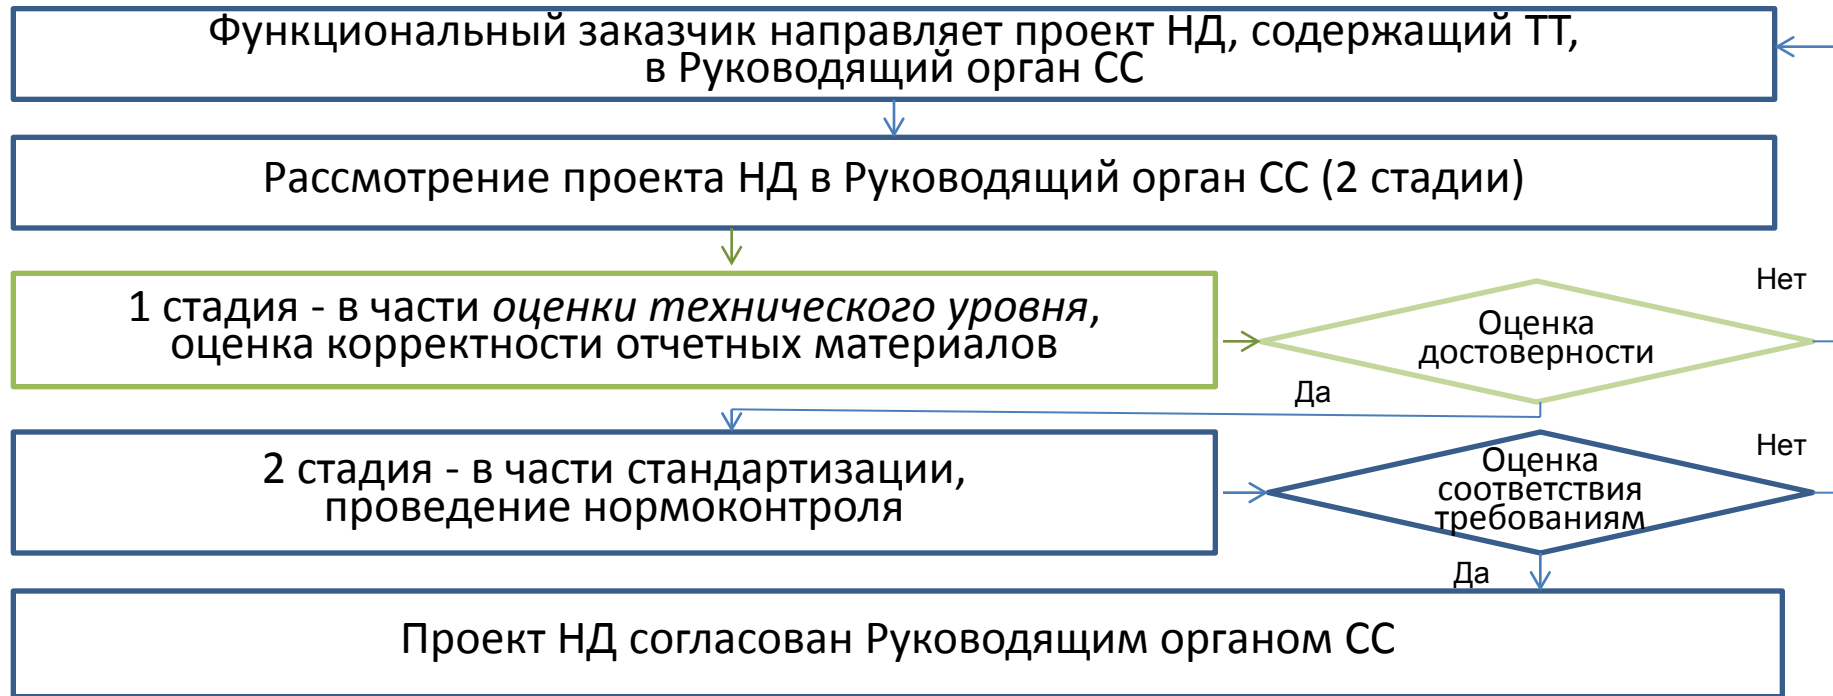 Функциональный заказчик направляет проект НД, содержащий ТТ,
в Руководящий орган СС
Рассмотрение проекта НД в Руководящий орган СС (2 стадии)
1 стадия - в части оценки технического уровня,
оценка корректности отчетных материалов
Оценка
достоверности
Нет
Да
2 стадия - в части стандартизации,
проведение нормоконтроля
Оценка
соответствия
требованиям
Нет
Да
Проект НД согласован Руководящим органом СС